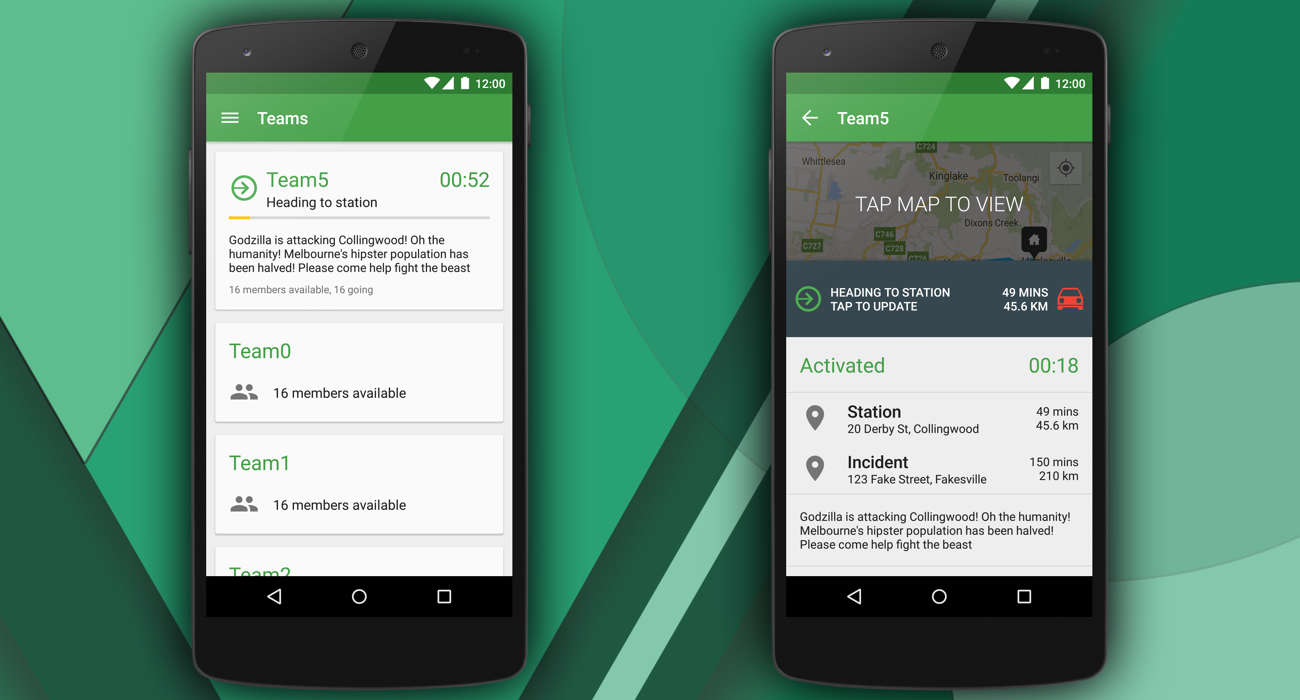 12:00
Teams
Team5
00:52
Heading to station
Godzilla is attacking Collingwood! Oh the
humanity! Melbourne's hipster population has
been halved! Please come help fight the beast
16 members available, 16 going
Team0
16 members available
Team1
16 members available
Team2
12:00
Team5
C724
Whittlesea
Kinglake
Toolangi
TAP MAP TO VIEW
Dixons Creek
C746
C727
C728
HEADING TO STATION
TAP TO UPDATE
49 MINS
45.6 KM
Activated
00:18
Station
20 Derby St, Collingwood
49 mins
45.6 km
Incident
123 Fake Street, Fakesville
150 mins
210 km
Godzilla is attacking Collingwood! Oh the humanity!
Melbourne's hipster population has been halved!
Please come help fight the beast